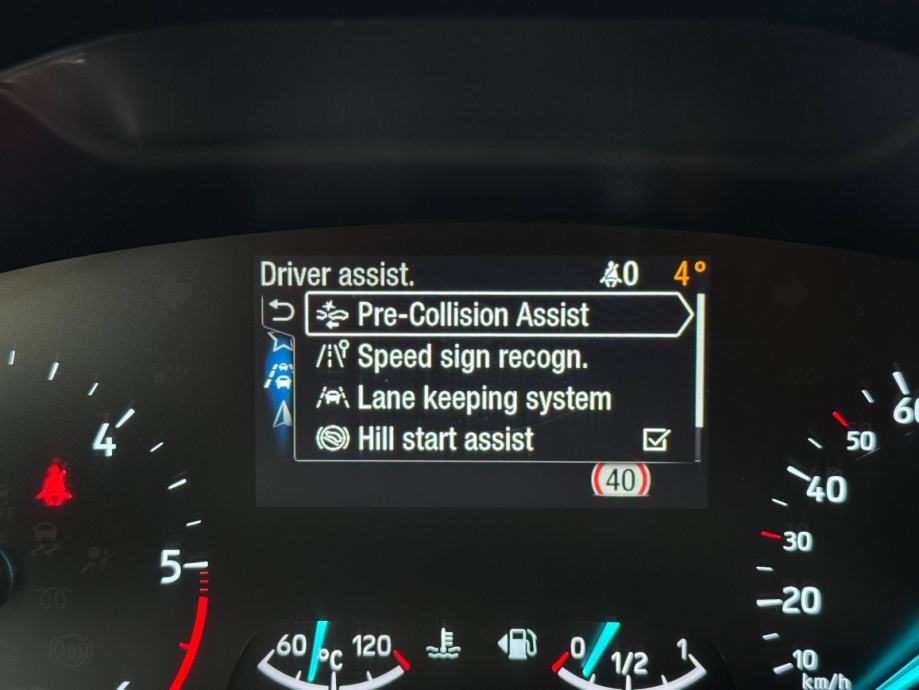 Driver assist. 0 4°
Pre-Collision Assist
Speed sign recogn.
Lane keeping system
Hill start assist
40
4
5
60 °C 120
0 1/2 1
60
50
40
30
20
10
km/h
ABS